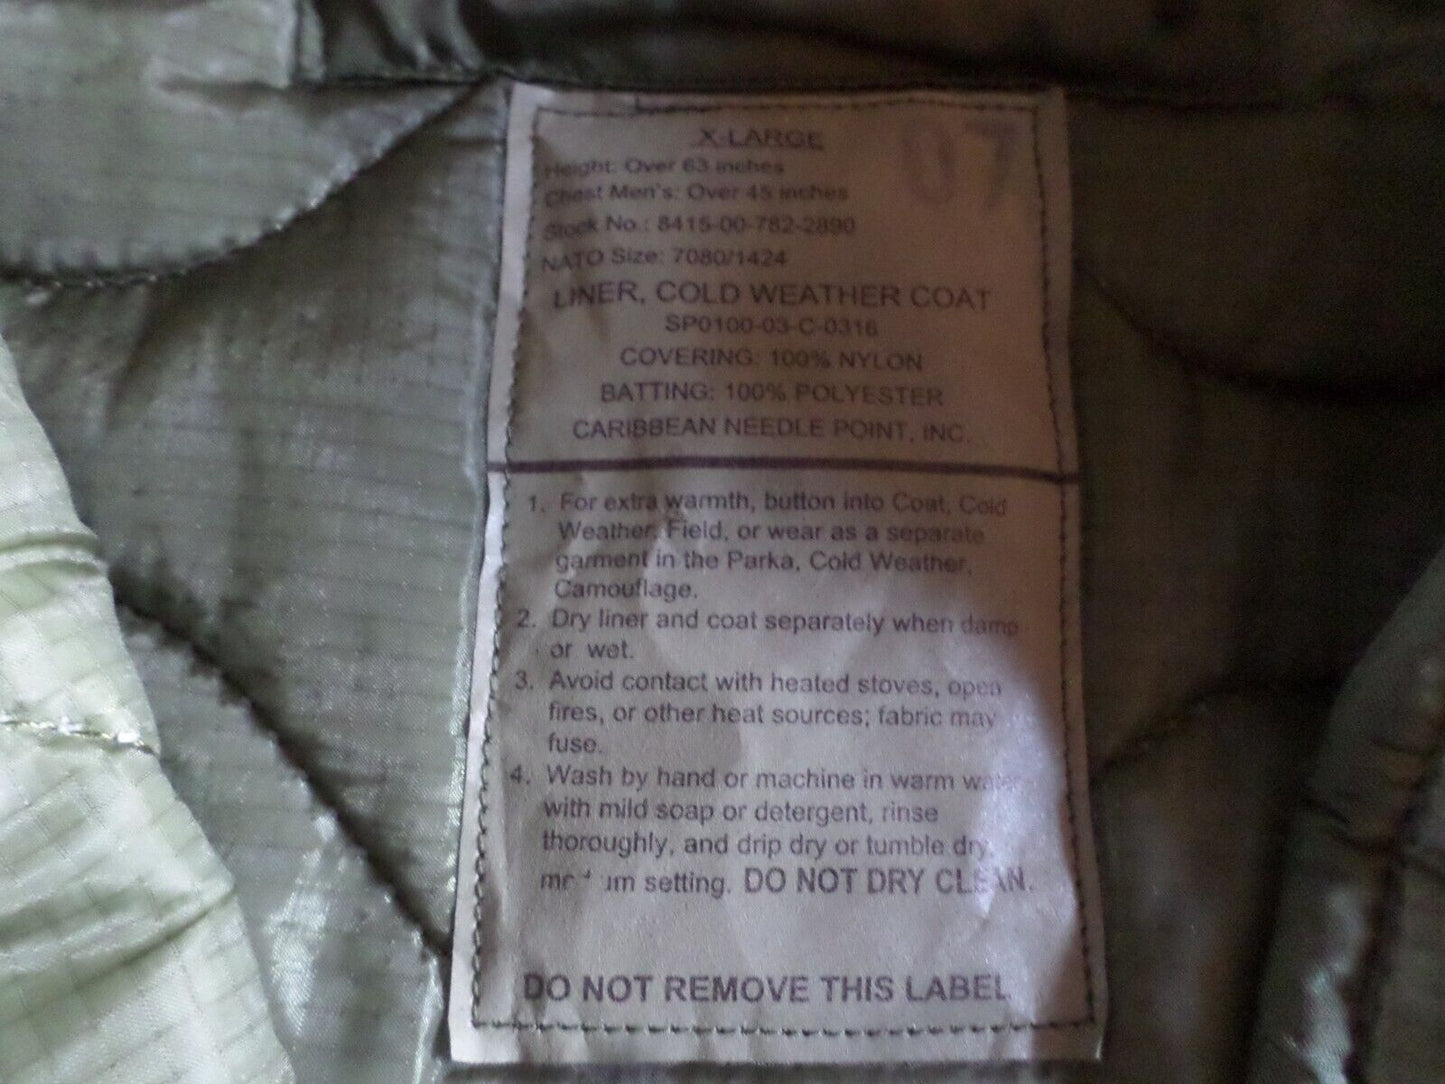 X-LARGE
07
Height: Over 63 inches
Chest Men's: Over 45 inches
Stock No.: 8415-00-782-2890
NATO Size: 7080/1424
LINER, COLD WEATHER COAT
SP0100-03-C-0316
COVERING: 100% NYLON
BATTING: 100% POLYESTER
CARIBBEAN NEEDLE POINT, INC.
1. For extra warmth, button into Coat, Cold
Weather, Field, or wear as a separate
garment in the Parka, Cold Weather,
Camouflage.
2. Dry liner and coat separately when damp
or wet.
3. Avoid contact with heated stoves, open
fires, or other heat sources; fabric may
fuse.
4. Wash by hand or machine in warm water
with mild soap or detergent, rinse
thoroughly, and drip dry or tumble dry,
setting. DO NOT DRY CLEAN.
DO NOT REMOVE THIS LABEL